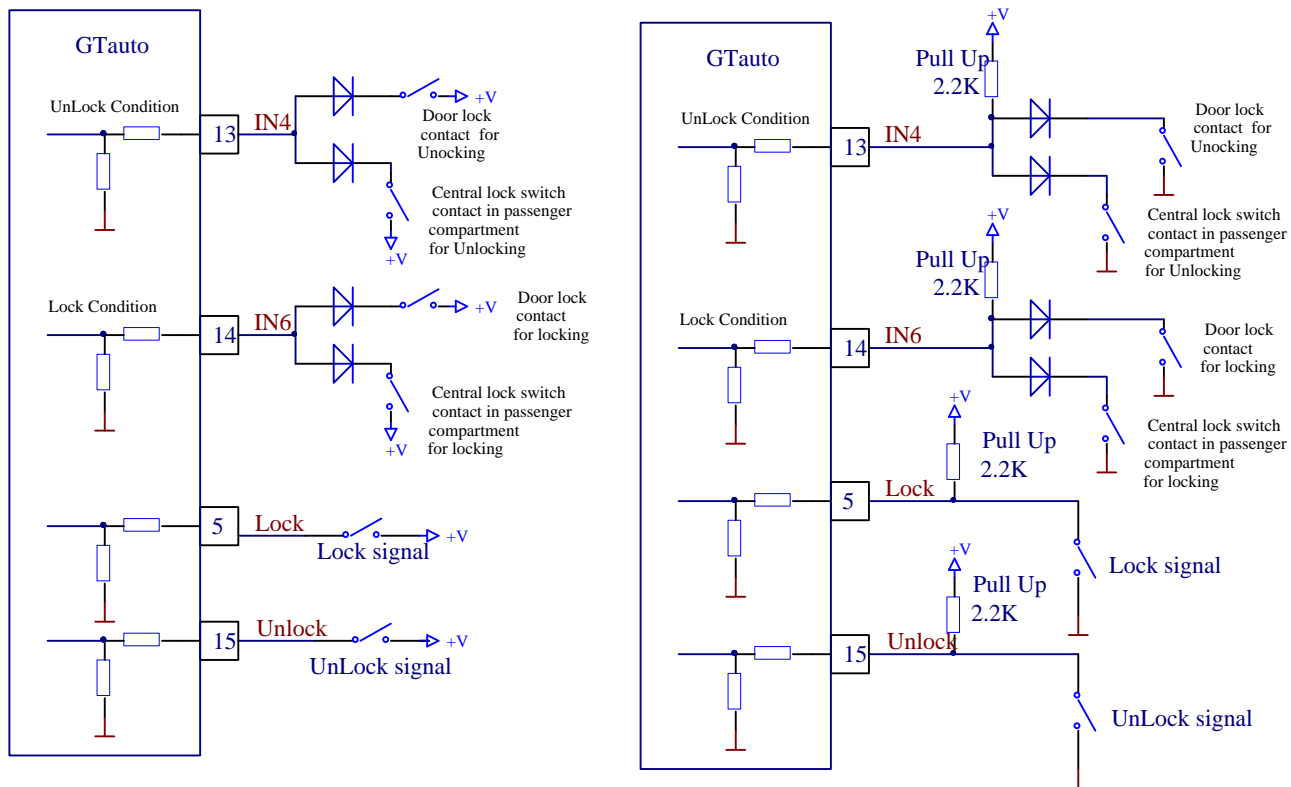 GTauto
UnLock Condition
13
IN4
+V
Door lock
contact for
Unocking
Central lock switch
contact in passenger
compartment
for Unlocking
+V
Lock Condition
14
IN6
+V
Door lock
contact
for locking
Central lock switch
contact in passenger
compartment
for locking
+V
5
Lock
+V
Lock signal
15
Unlock
+V
UnLock signal
GTauto
+V
Pull Up
2.2K
UnLock Condition
13
IN4
Door lock
contact for
Unocking
Central lock switch
contact in passenger
compartment
for Unlocking
+V
Pull Up
2.2K
Lock Condition
14
IN6
Door lock
contact
for locking
Central lock switch
contact in passenger
compartment
for locking
+V
Pull Up
2.2K
5
Lock
Lock signal
+V
Pull Up
2.2K
15
Unlock
UnLock signal